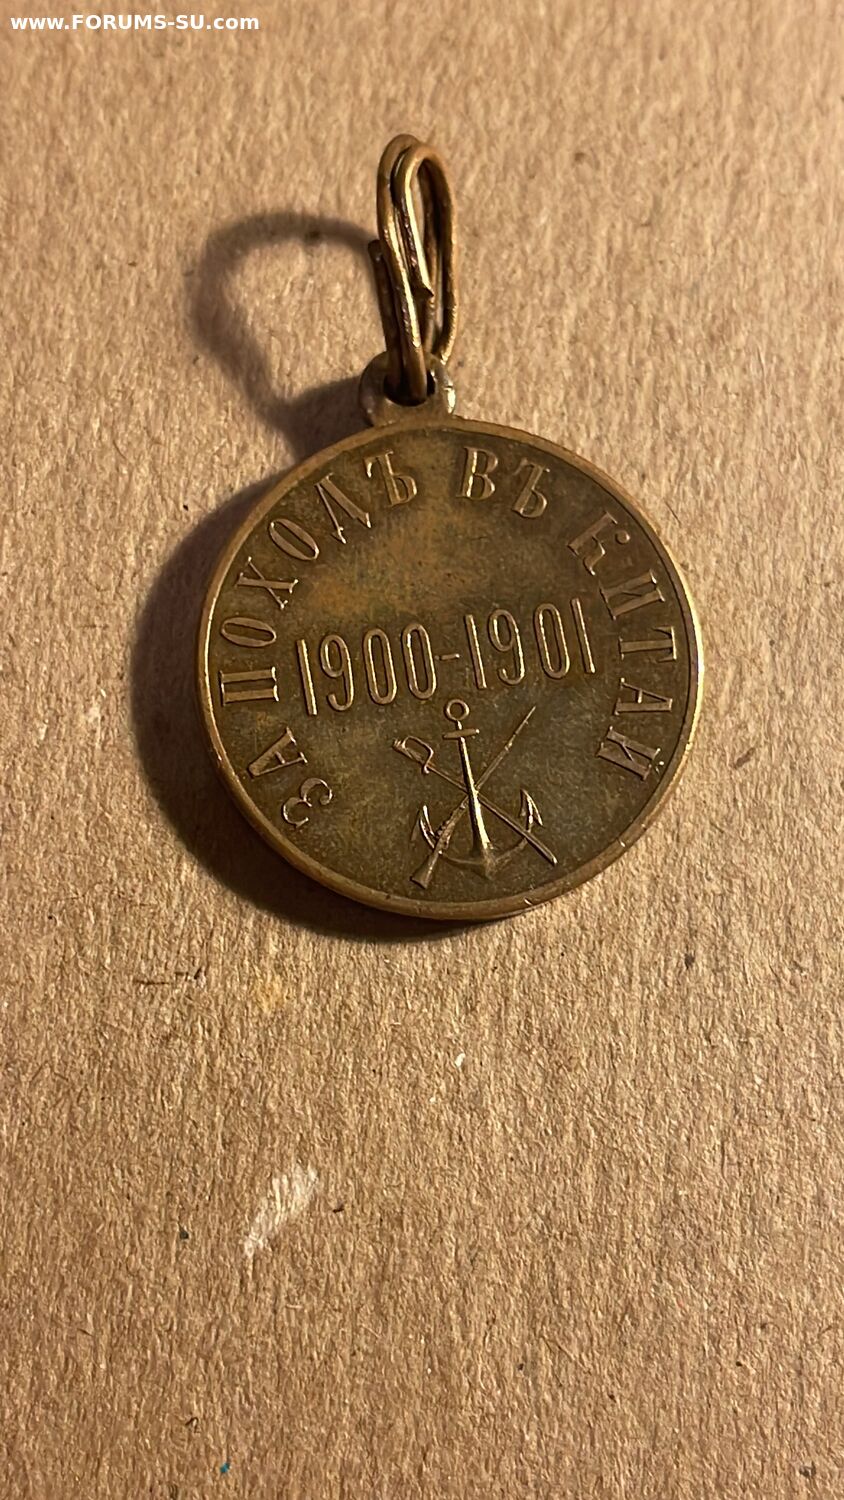 www.FORUMS-SU.com
ЗА ПОХОДЪ ВЪ КИТАЙ
1900-1901